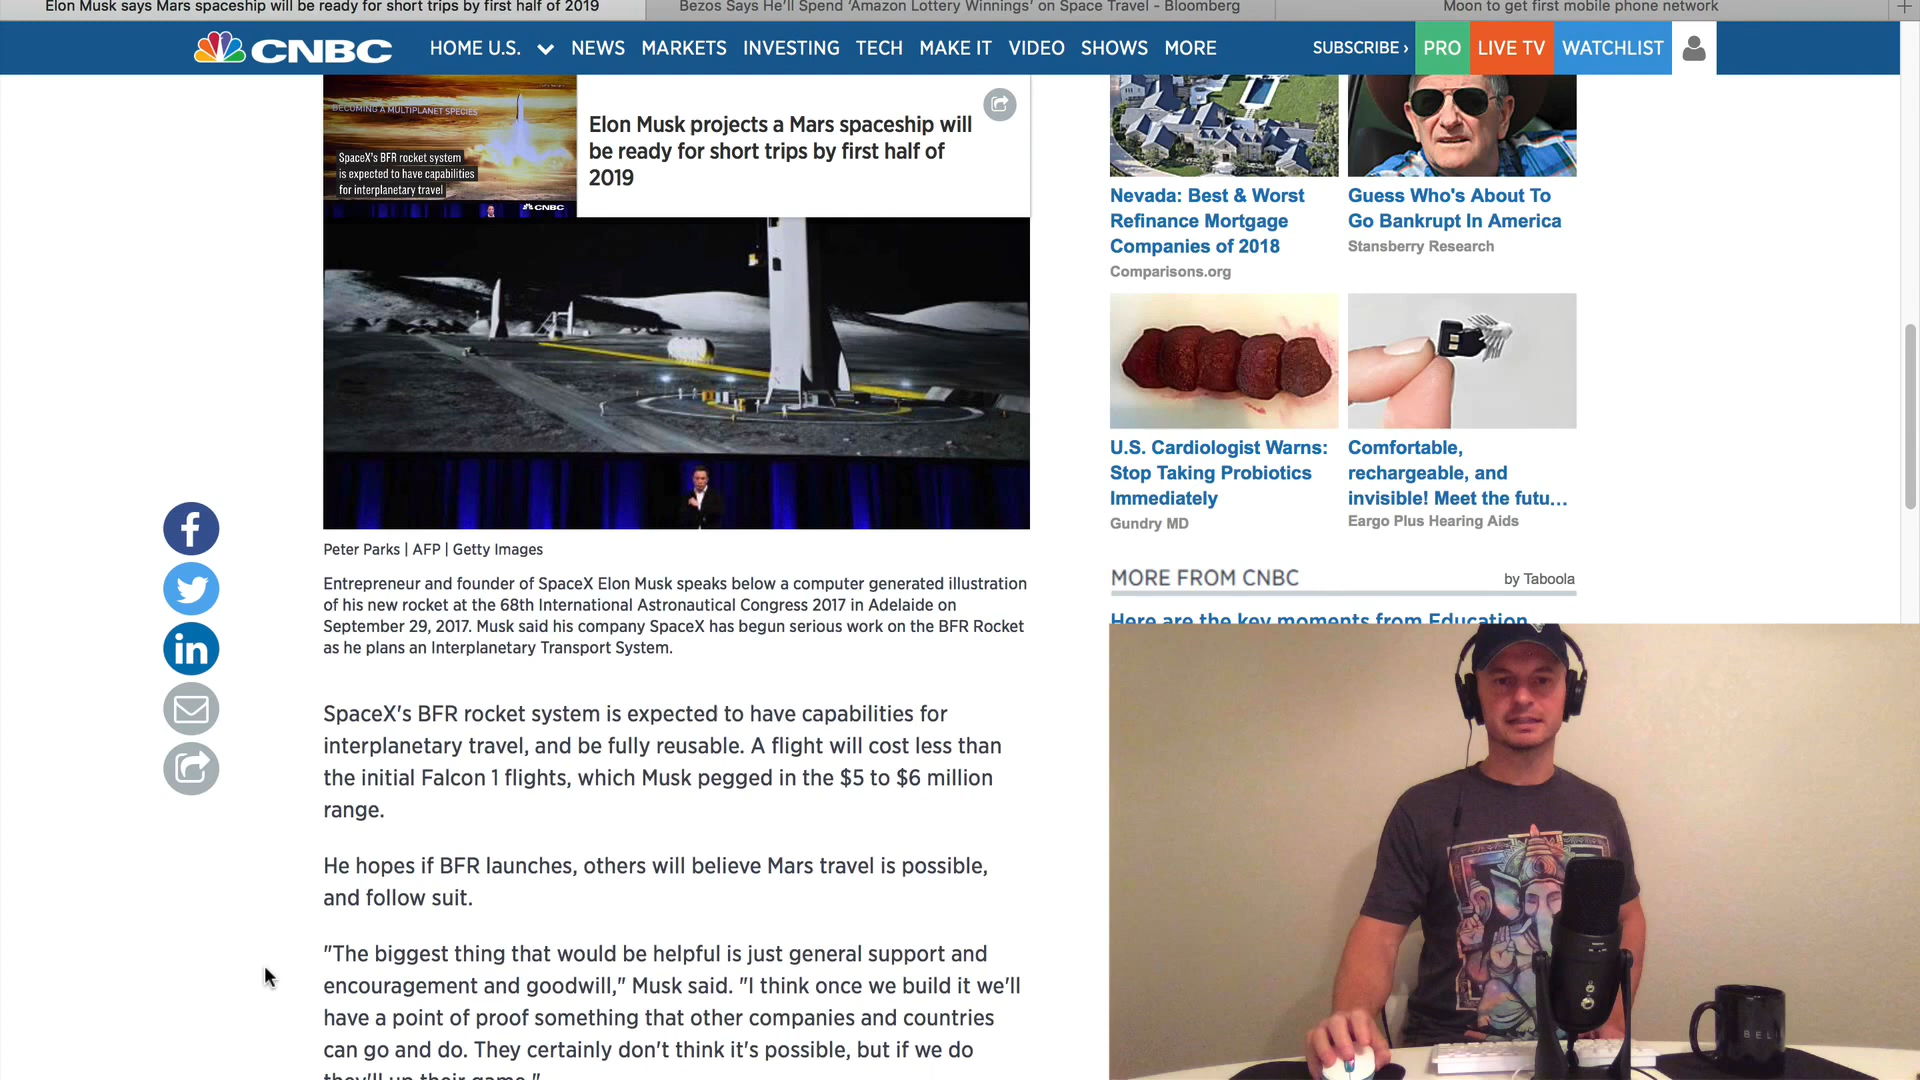 Elon Musk says Mars spaceship will be ready for short trips by first half of 2019
Bezos Says He'll Spend ‘Amazon Lottery Winnings’ on Space Travel - Bloomberg
Moon to get first mobile phone network
CNBC
HOME U.S. NEWS MARKETS INVESTING TECH MAKE IT VIDEO SHOWS MORE
SUBSCRIBE › PRO LIVE TV WATCHLIST
BECOMING A MULTIPLANET SPECIES
SpaceX's BFR rocket system
is expected to have capabilities
for interplanetary travel
CNBC
Elon Musk projects a Mars spaceship will
be ready for short trips by first half of
2019
Peter Parks | AFP | Getty Images
Entrepreneur and founder of SpaceX Elon Musk speaks below a computer generated illustration
of his new rocket at the 68th International Astronautical Congress 2017 in Adelaide on
September 29, 2017. Musk said his company SpaceX has begun serious work on the BFR Rocket
as he plans an Interplanetary Transport System.
SpaceX's BFR rocket system is expected to have capabilities for
interplanetary travel, and be fully reusable. A flight will cost less than
the initial Falcon 1 flights, which Musk pegged in the $5 to $6 million
range.
He hopes if BFR launches, others will believe Mars travel is possible,
and follow suit.
"The biggest thing that would be helpful is just general support and
encouragement and goodwill," Musk said. "I think once we build it we'll
have a point of proof something that other companies and countries
can go and do. They certainly don't think it's possible, but if we do
they'll up their game."
Nevada: Best & Worst
Refinance Mortgage
Companies of 2018
Comparisons.org
Guess Who's About To
Go Bankrupt In America
Stansberry Research
U.S. Cardiologist Warns:
Stop Taking Probiotics
Immediately
Gundry MD
Comfortable,
rechargeable, and
invisible! Meet the futu…
Eargo Plus Hearing Aids
MORE FROM CNBC
by Taboola
Here are the key moments from Education
BELI